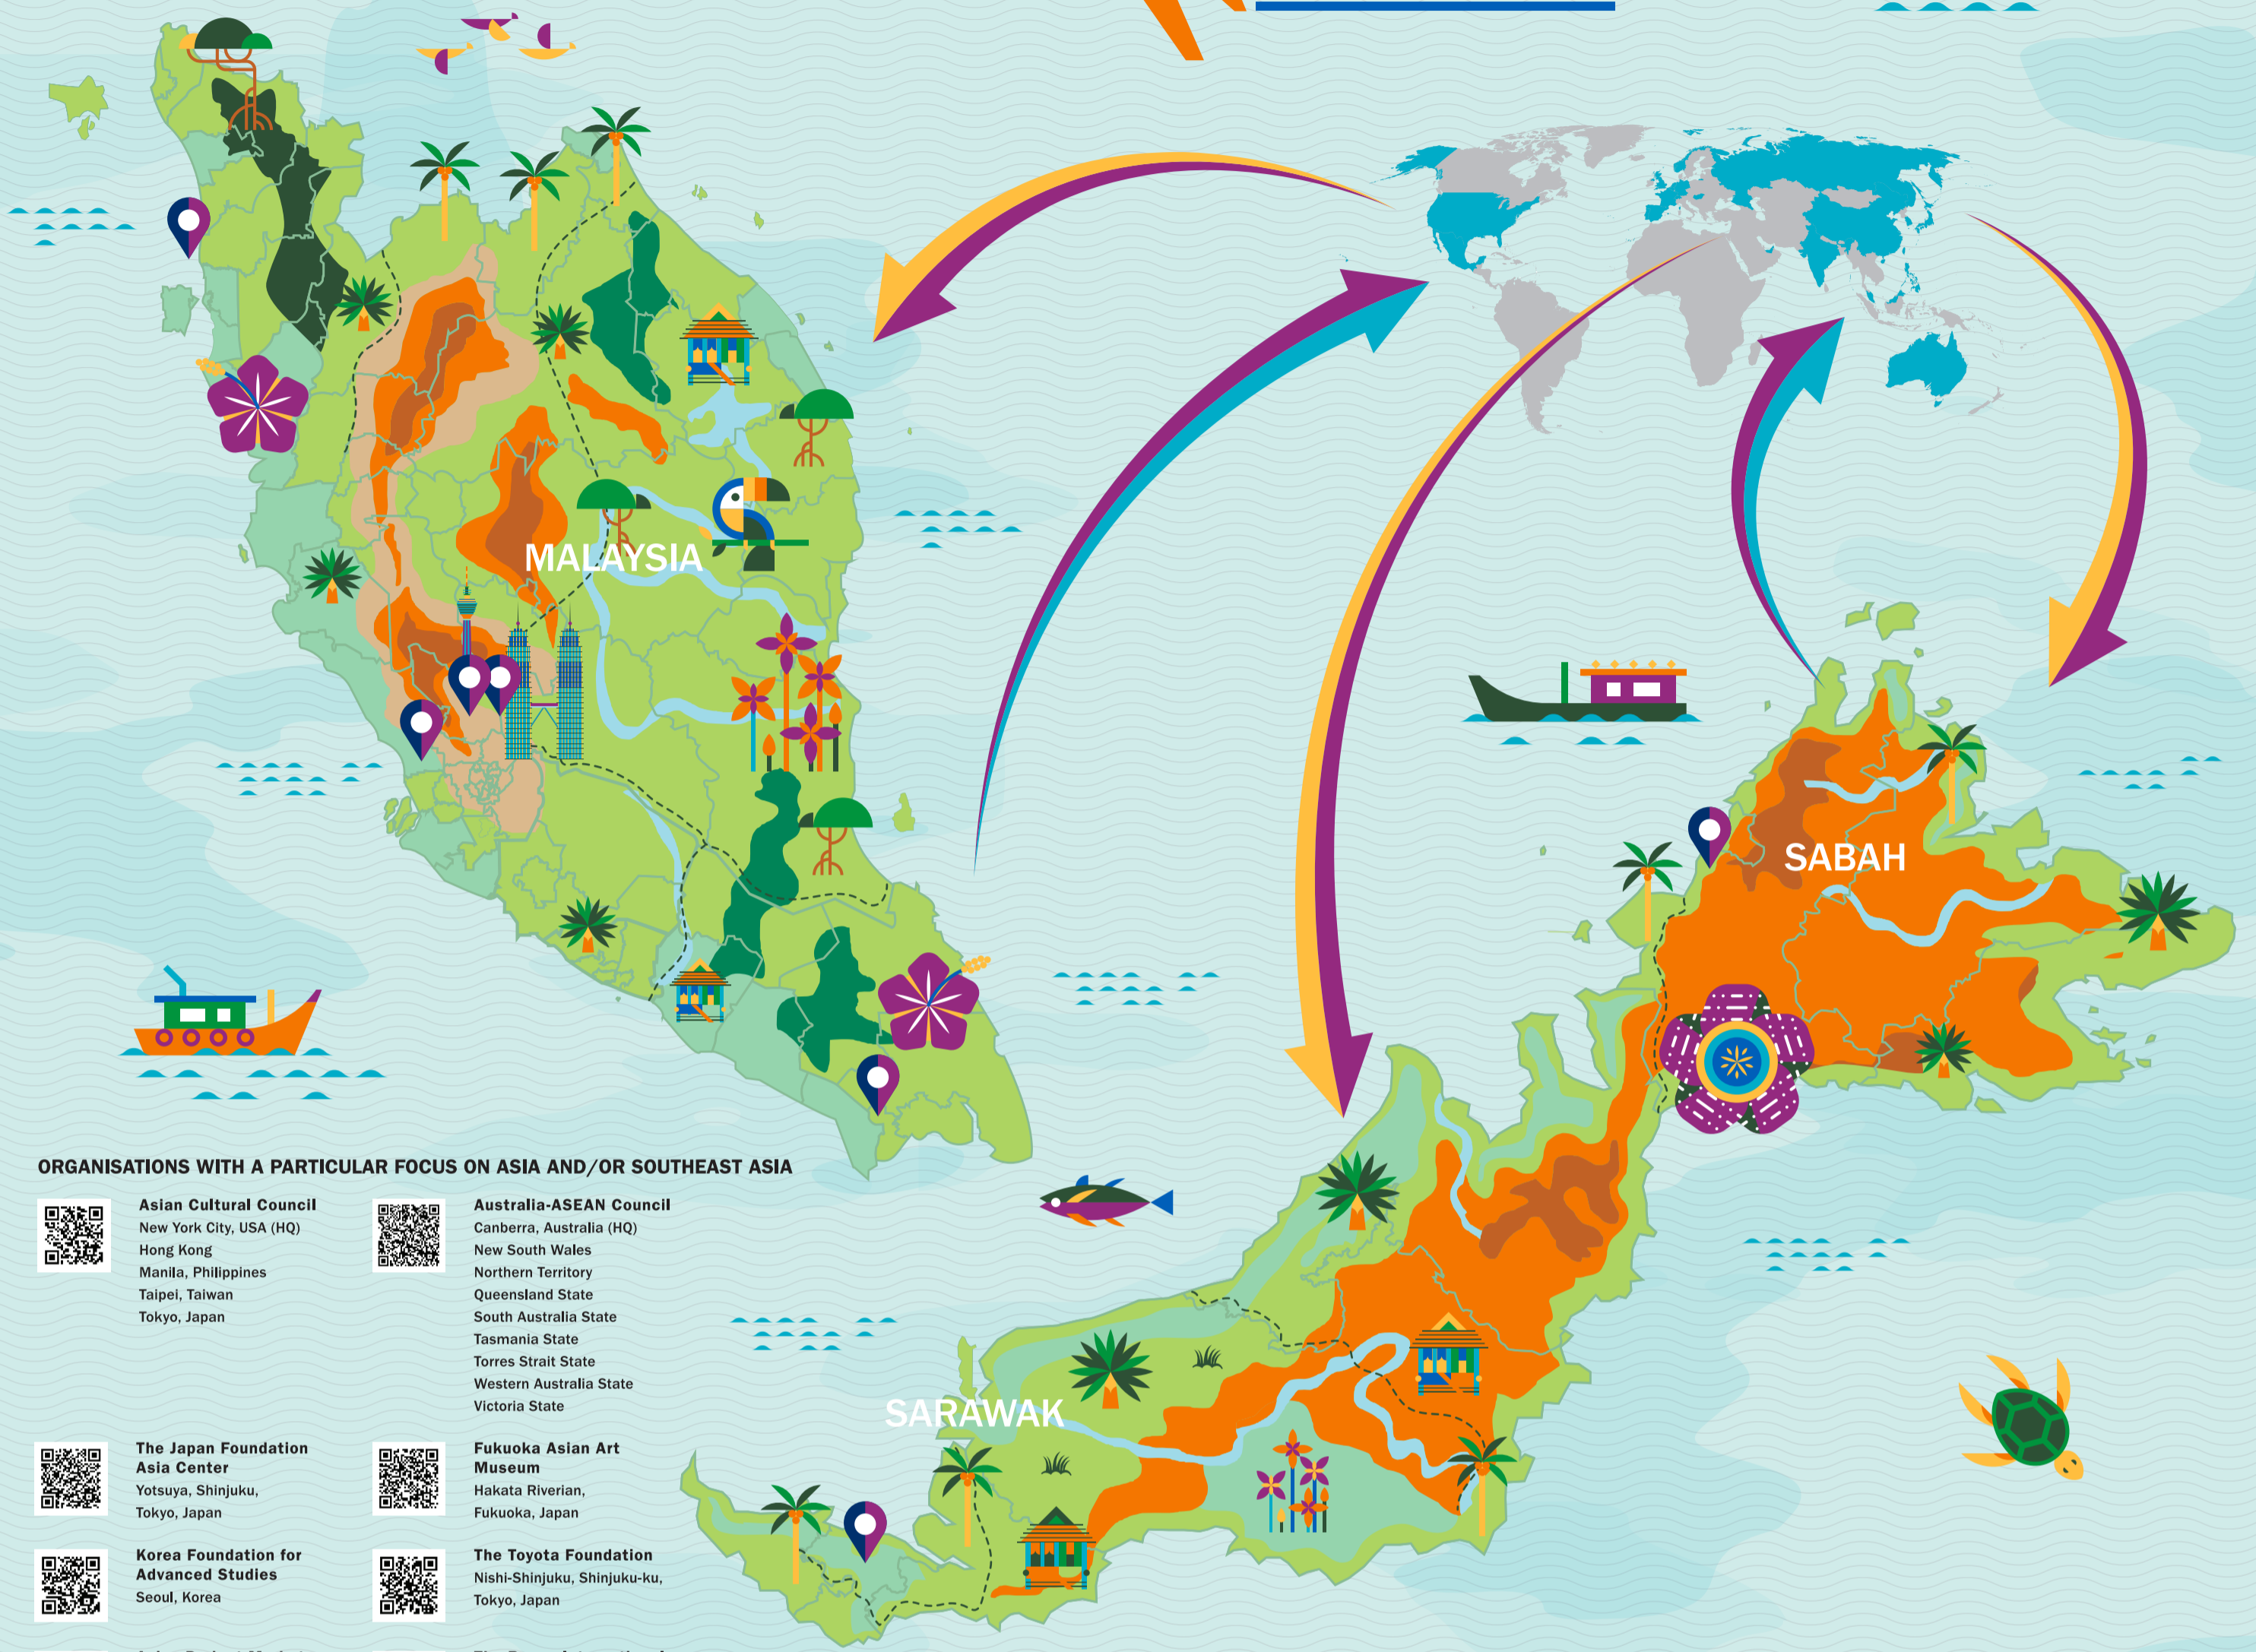 MALAYSIA
SABAH
SARAWAK
ORGANISATIONS WITH A PARTICULAR FOCUS ON ASIA AND/OR SOUTHEAST ASIA
Asian Cultural Council
New York City, USA (HQ)
Hong Kong
Manila, Philippines
Taipei, Taiwan
Tokyo, Japan
Australia-ASEAN Council
Canberra, Australia (HQ)
New South Wales
Northern Territory
Queensland State
South Australia State
Tasmania State
Torres Strait State
Western Australia State
Victoria State
The Japan Foundation
Asia Center
Yotsuya, Shinjuku,
Tokyo, Japan
Fukuoka Asian Art
Museum
Hakata Riverian,
Fukuoka, Japan
Korea Foundation for
Advanced Studies
Seoul, Korea
The Toyota Foundation
Nishi-Shinjuku, Shinjuku-ku,
Tokyo, Japan